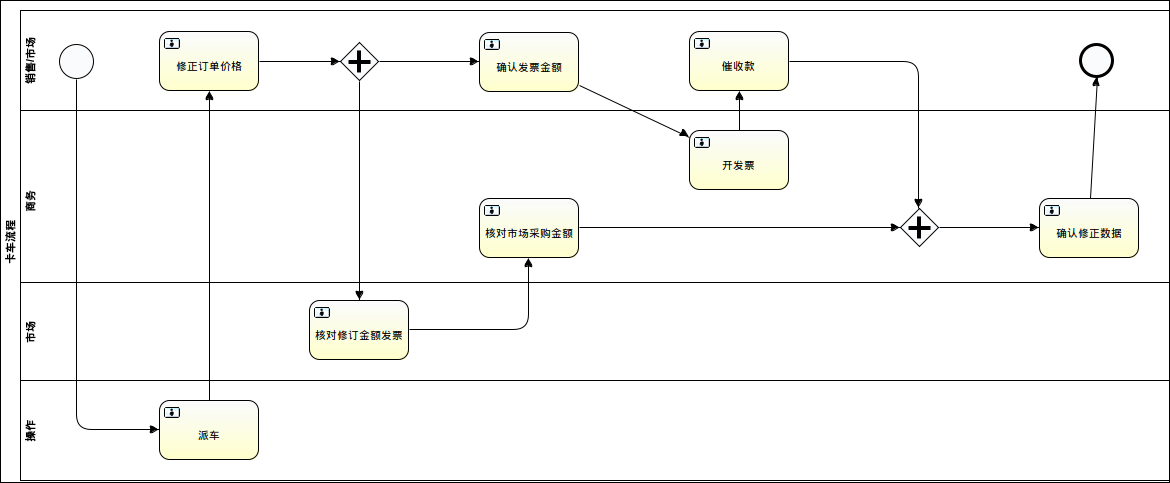 卡车流程
销售/市场
修正订单价格
确认发票金额
催收款
商务
开发票
核对市场采购金额
确认修正数据
市场
核对修订金额发票
操作
派车